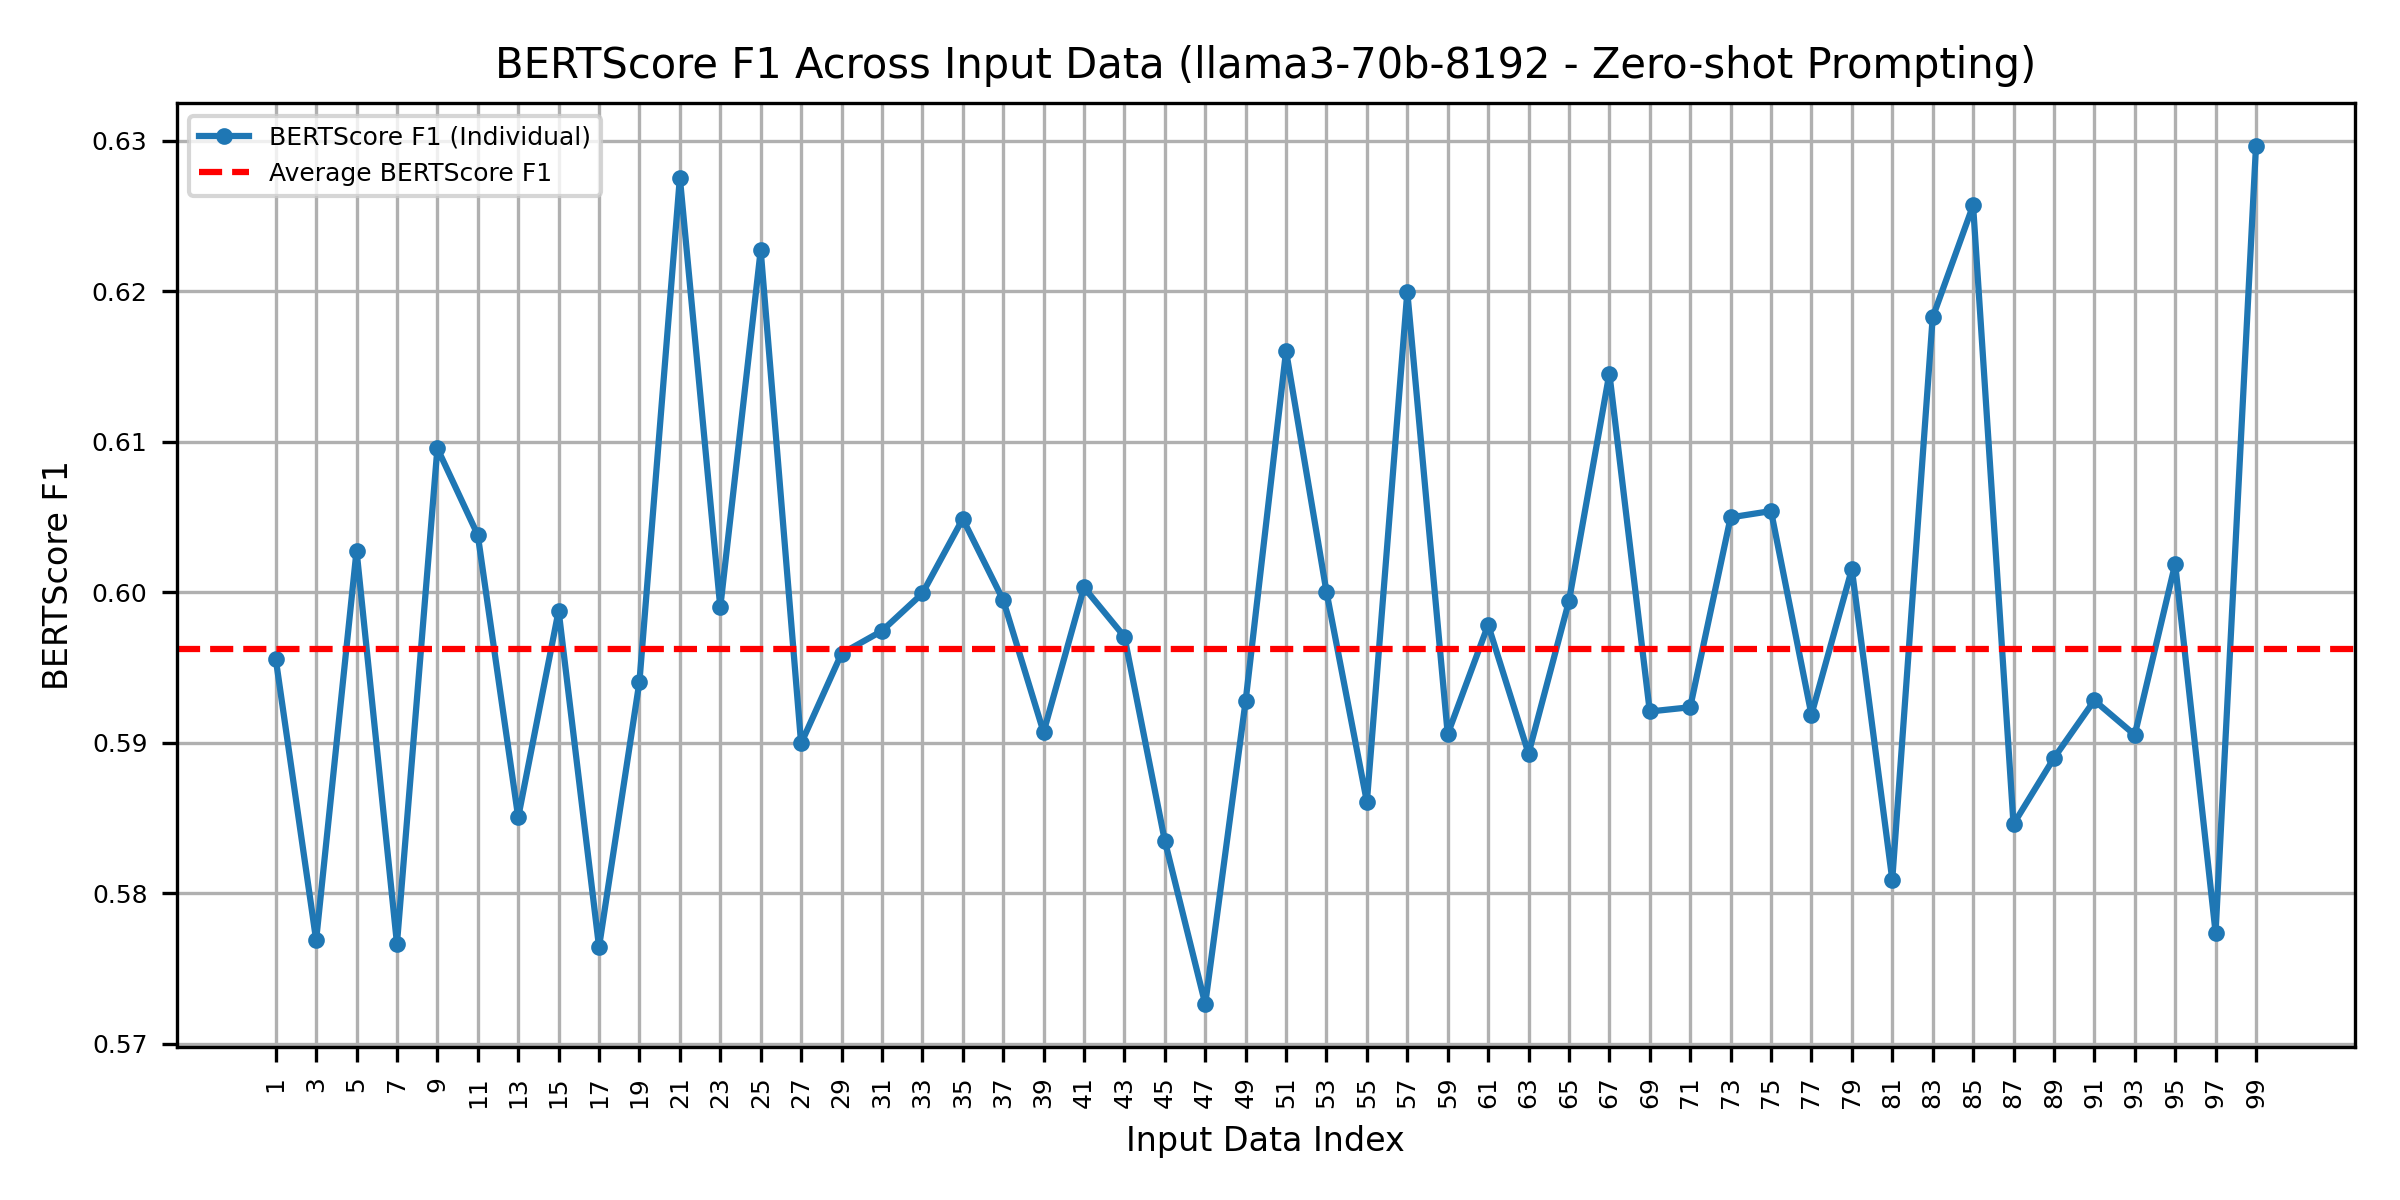 BERTScore F1 Across Input Data (llama3-70b-8192 - Zero-shot Prompting)
BERTScore F1 (Individual)
Average BERTScore F1
BERTScore F1
0.63
0.62
0.61
0.60
0.59
0.58
0.57
1 3 5 7 9 11 13 15 17 19 21 23 25 27 29 31 33 35 37 39 41 43 45 47 49 51 53 55 57 59 61 63 65 67 69 71 73 75 77 79 81 83 85 87 89 91 93 95 97 99
Input Data Index